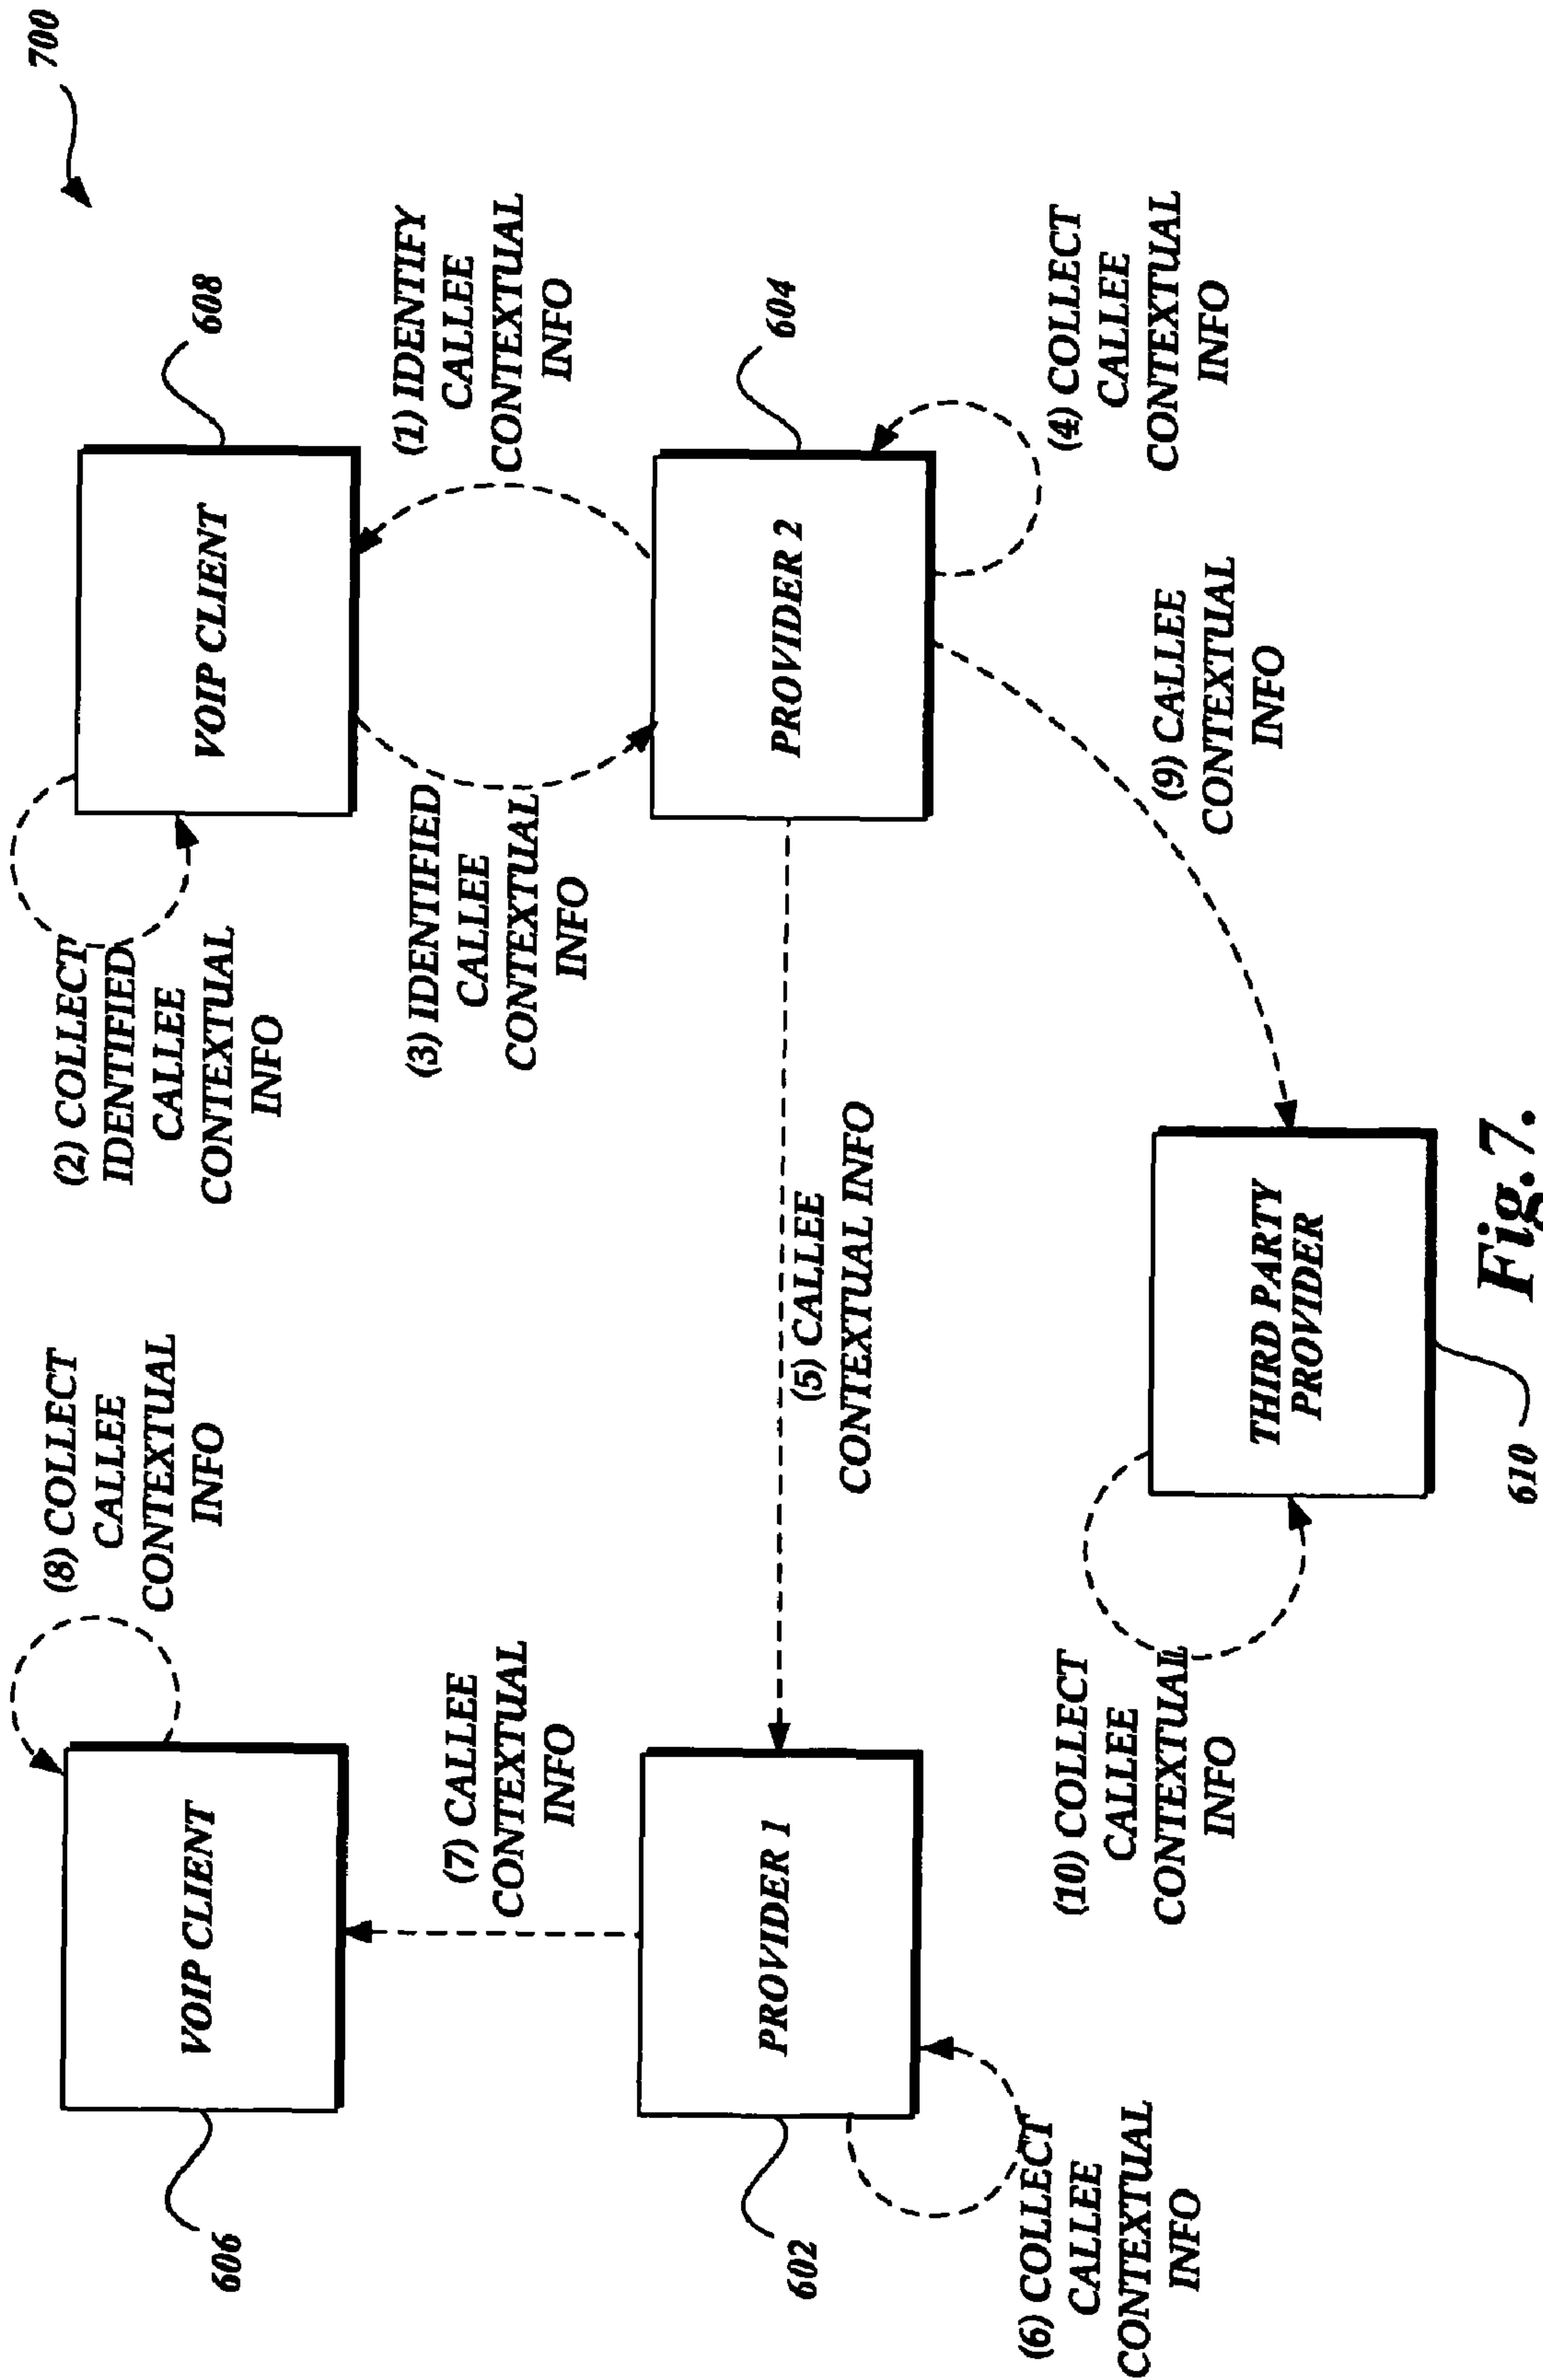 700
(8) COLLECT
CALLEE
CONTEXTUAL
INFO
(2) COLLECT
IDENTIFIED
CALLEE
CONTEXTUAL
INFO
606
VOIP CLIENT
VOIP CLIENT
608
(7) CALLEE
CONTEXTUAL
INFO
(3) IDENTIFIED
CALLEE
CONTEXTUAL
INFO
(1) IDENTIFY
CALLEE
CONTEXTUAL
INFO
602
PROVIDER 1
(5) CALLEE
CONTEXTUAL INFO
PROVIDER 2
604
(6) COLLECT
CALLEE
CONTEXTUAL
INFO
(10) COLLECT
CALLEE
CONTEXTUAL
INFO
(9) CALLEE
CONTEXTUAL
INFO
(4) COLLECT
CALLEE
CONTEXTUAL
INFO
THIRD PARTY
PROVIDER
610
Fig.7.